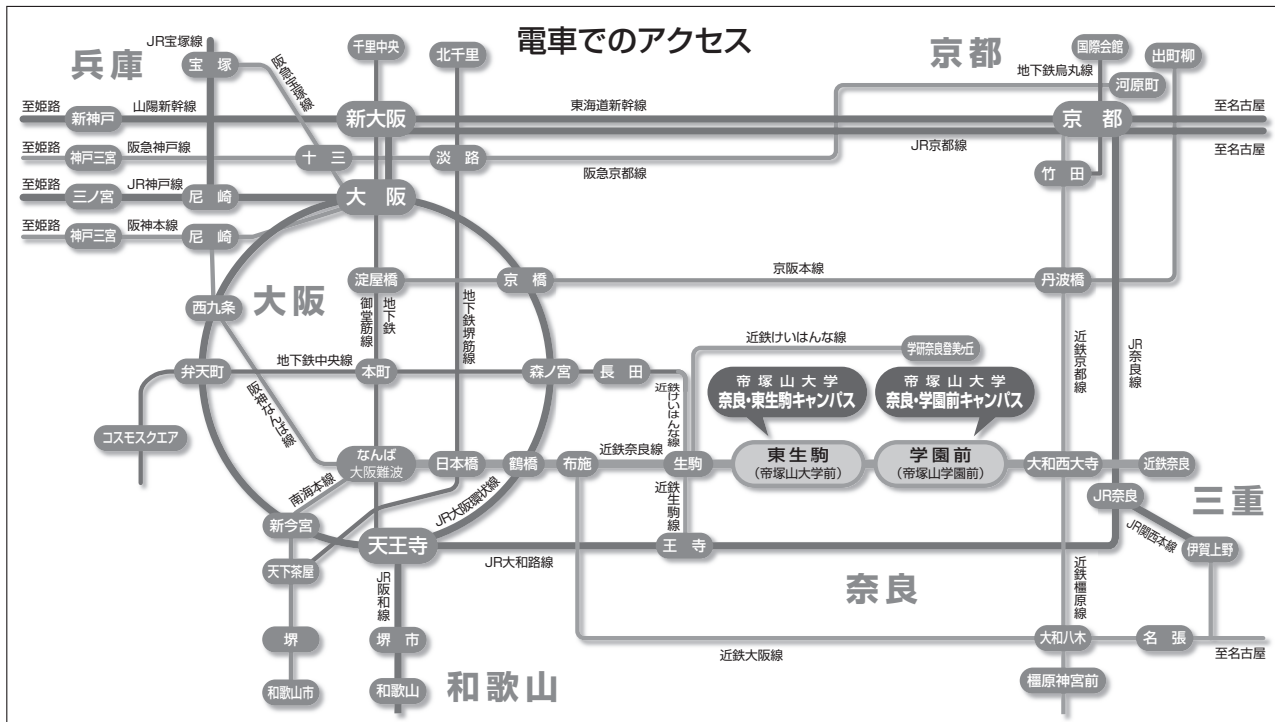 電車でのアクセス
兵庫
京都
JR宝塚線
宝塚
阪急宝塚線
千里中央
北千里
国際会館
出町柳
地下鉄烏丸線
河原町
至姫路
山陽新幹線
新神戸
新大阪
東海道新幹線
京都
至名古屋
至姫路
阪急神戸線
神戸三宮
十三
淡路
阪急京都線
JR京都線
至名古屋
竹田
至姫路
JR神戸線
三ノ宮
尼崎
大阪
至姫路
阪神本線
神戸三宮
尼崎
大阪
西九条
淀屋橋
京橋
京阪本線
丹波橋
地下鉄
御堂筋線
地下鉄堺筋線
近鉄けいはんな線
学研奈良登美ヶ丘
近鉄京都線
JR奈良線
弁天町
地下鉄中央線
本町
森ノ宮
長田
近鉄けいはんな線
帝塚山大学
奈良・東生駒キャンパス
帝塚山大学
奈良・学園前キャンパス
コスモスクエア
阪神なんば線
なんば
大阪難波
日本橋
鶴橋
布施
近鉄奈良線
生駒
東生駒
(帝塚山大学前)
学園前
(帝塚山学園前)
大和西大寺
近鉄奈良
南海本線
JR大阪環状線
近鉄生駒線
JR奈良
三重
新今宮
天王寺
王寺
JR関西本線
伊賀上野
JR大和路線
天下茶屋
JR阪和線
奈良
近鉄橿原線
堺
堺市
近鉄大阪線
大和八木
名張
至名古屋
和歌山市
和歌山
和歌山
橿原神宮前